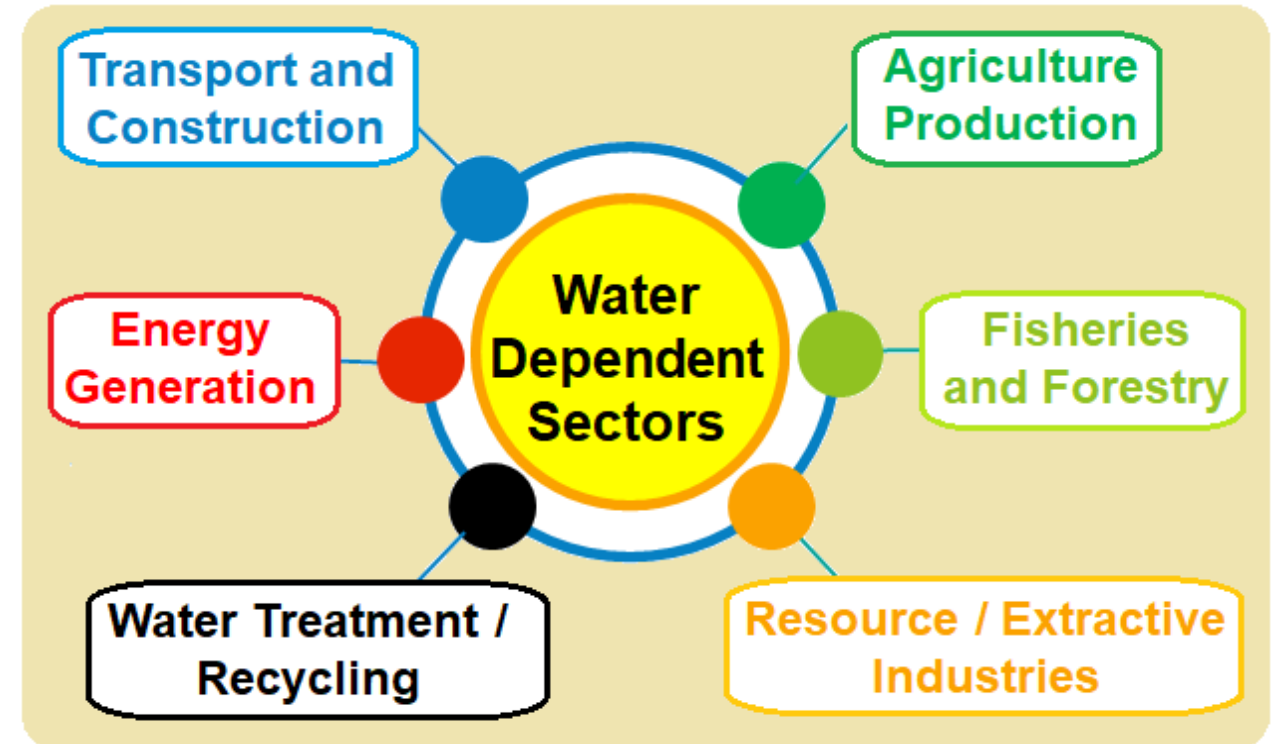 Transport and
Construction
Agriculture
Production
Energy
Generation
Water
Dependent
Sectors
Fisheries
and Forestry
Water Treatment /
Recycling
Resource / Extractive
Industries